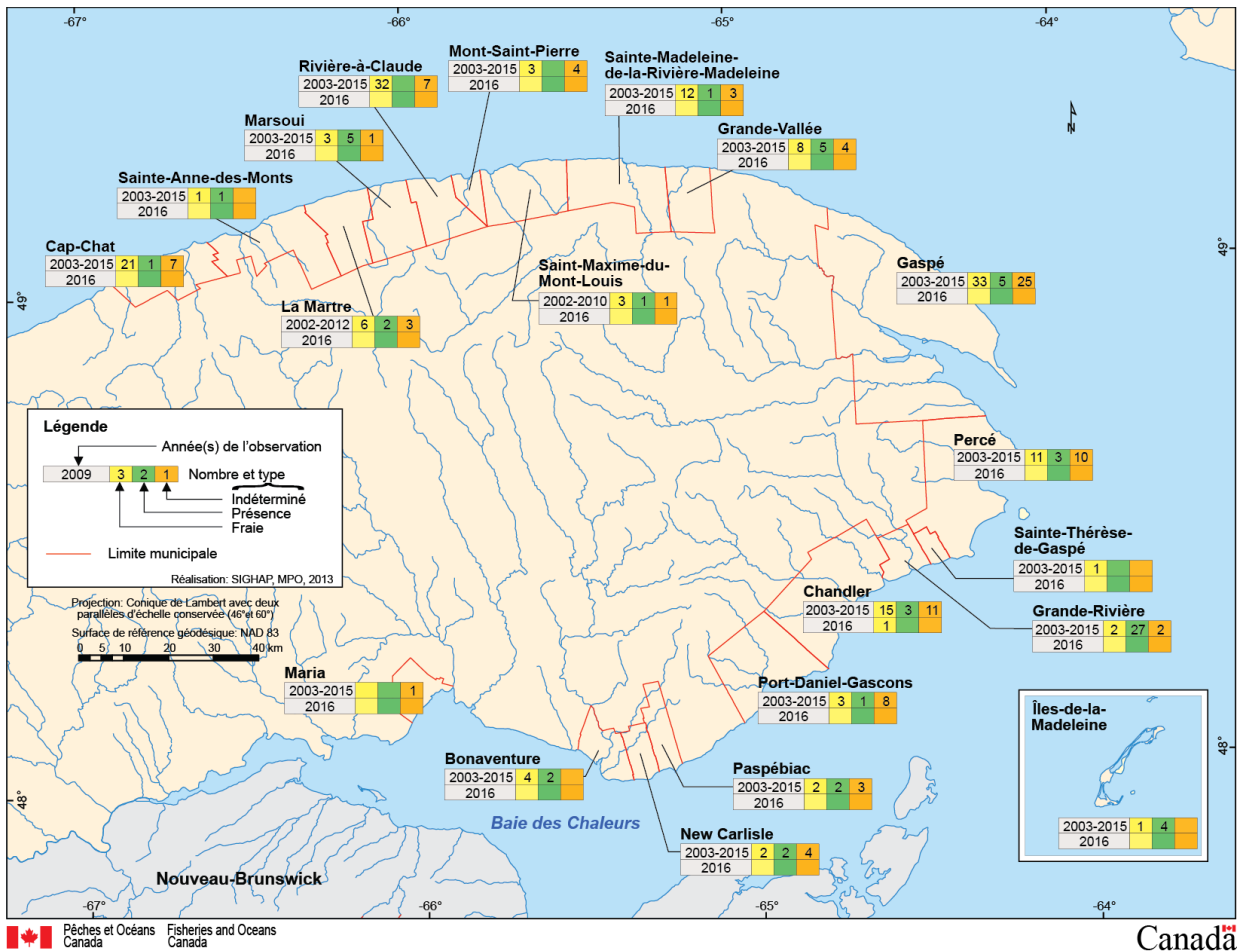 -67°
-66°
-65°
-64°
Mont-Saint-Pierre
2003-2015 3 4
2016
Sainte-Madeleine-
de-la-Rivière-Madeleine
2003-2015 12 1 3
2016
Rivière-à-Claude
2003-2015 32 7
2016
Marsoui
2003-2015 3 5 1
2016
Grande-Vallée
2003-2015 8 5 4
2016
N
Sainte-Anne-des-Monts
2003-2015 1 1
2016
Cap-Chat
2003-2015 21 1 7
2016
49°
49°
Saint-Maxime-du-
Mont-Louis
2002-2010 3 1 1
2016
Gaspé
2003-2015 33 5 25
2016
La Martre
2002-2012 6 2 3
2016
Légende
Année(s) de l'observation
2009 3 2 1 Nombre et type
Indéterminé
Présence
Fraie
Limite municipale
Réalisation: SIGHAP, MPO, 2013
Projection: Conique de Lambert avec deux
parallèles d'échelle conservée (46°et 60°)
Surface de référence géodésique: NAD 83
0 5 10 20 30 40 km
Percé
2003-2015 11 3 10
2016
Sainte-Thérèse-
de-Gaspé
2003-2015 1
2016
Chandler
2003-2015 15 3 11
2016 1
Grande-Rivière
2003-2015 2 27 2
2016
Maria
2003-2015 1
2016
Port-Daniel-Gascons
2003-2015 3 1 8
2016
Îles-de-la-
Madeleine
2003-2015 1 4
2016
48°
48°
Bonaventure
2003-2015 4 2
2016
Paspébiac
2003-2015 2 2 3
2016
Baie des Chaleurs
New Carlisle
2003-2015 2 2 4
2016
Nouveau-Brunswick
-67°
-66°
-65°
-64°
Pêches et Océans
Canada
Fisheries and Oceans
Canada
Canada